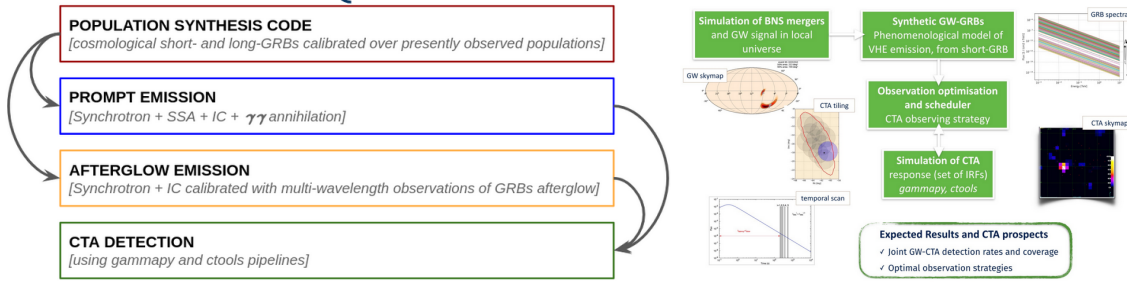 POPULATION SYNTHESIS CODE
[cosmological short- and long-GRBs calibrated over presently observed populations]
PROMPT EMISSION
[Synchrotron + SSA + IC + γγ annihilation]
AFTERGLOW EMISSION
[Synchrotron + IC calibrated with multi-wavelength observations of GRBs afterglow]
CTA DETECTION
[using gammapy and ctools pipelines]
Simulation of BNS mergers
and GW signal in local
universe
Synthetic GW-GRBs
Phenomenological model of
VHE emission, from short-GRB
GRB spectra
GW skymap
CTA tiling
Observation optimisation
and scheduler
CTA observing strategy
CTA skymap
Simulation of CTA
response (set of IRFs)
gammapy, ctools
temporal scan
Expected Results and CTA prospects
✓ Joint GW-CTA detection rates and coverage
✓ Optimal observation strategies